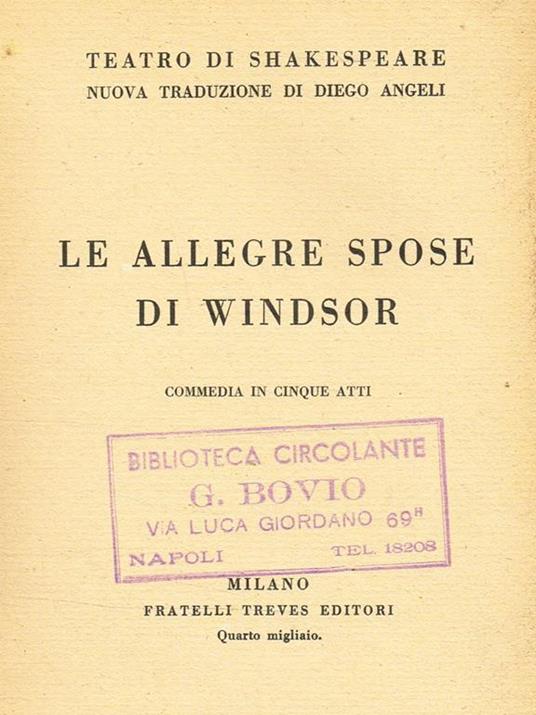 TEATRO DI SHAKESPEARE
NUOVA TRADUZIONE DI DIEGO ANGELI
LE ALLEGRE SPOSE
DI WINDSOR
COMMEDIA IN CINQUE ATTI
BIBLIOTECA CIRCOLANTE
G. BOVIO
VIA LUCA GIORDANO 69H
NAPOLI TEL. 18208
MILANO
FRATELLI TREVES EDITORI
Quarto migliaio.